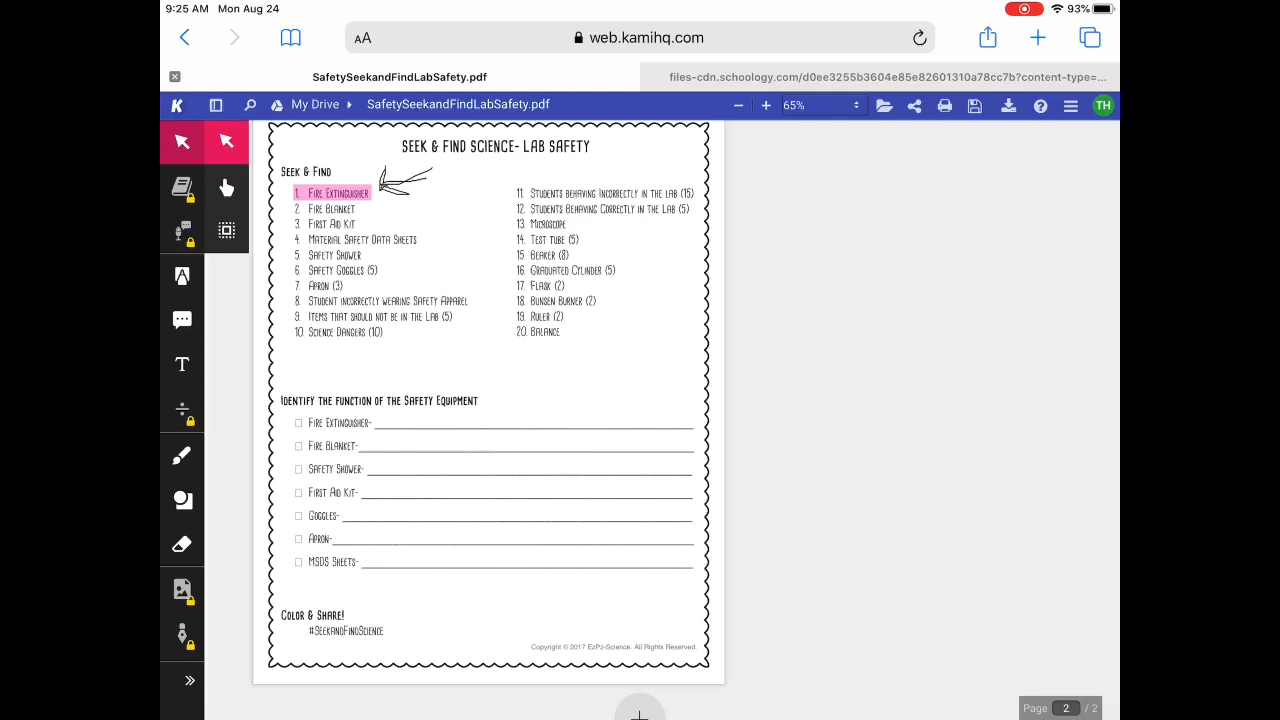 9:25 AM Mon Aug 24 93%
AA web.kamihq.com
SafetySeekandFindLabSafety.pdf files-cdn.schoology.com/d0ee3255b3604e85e82601310a78cc7b?content-type=...
K My Drive SafetySeekandFindLabSafety.pdf 65% TH
SEEK & FIND SCIENCE- LAB SAFETY
SEEK & FIND
1. FIRE EXTINGUISHER
2. FIRE BLANKET
3. FIRST AID KIT
4. MATERIAL SAFETY DATA SHEETS
5. SAFETY SHOWER
6. SAFETY GOGGLES (5)
7. APRON (3)
8. STUDENT INCORRECTLY WEARING SAFETY APPAREL
9. ITEMS THAT SHOULD NOT BE IN THE LAB (5)
10. SCIENCE DANGERS (10)
11. STUDENTS BEHAVING INCORRECTLY IN THE LAB (15)
12. STUDENTS BEHAVING CORRECTLY IN THE LAB (5)
13. MICROSCOPE
14. TEST TUBE (5)
15. BEAKER (8)
16. GRADUATED CYLINDER (5)
17. FLASK (2)
18. BUNSEN BURNER (2)
19. RULER (2)
20. BALANCE
IDENTIFY THE FUNCTION OF THE SAFETY EQUIPMENT
FIRE EXTINGUISHER-
FIRE BLANKET-
SAFETY SHOWER-
FIRST AID KIT-
GOGGLES-
APRON-
MSDS SHEETS-
COLOR & SHARE!
#SEEKANDFINDSCIENCE
Copyright © 2017 EzPz-Science. All Rights Reserved.
Page 2 / 2